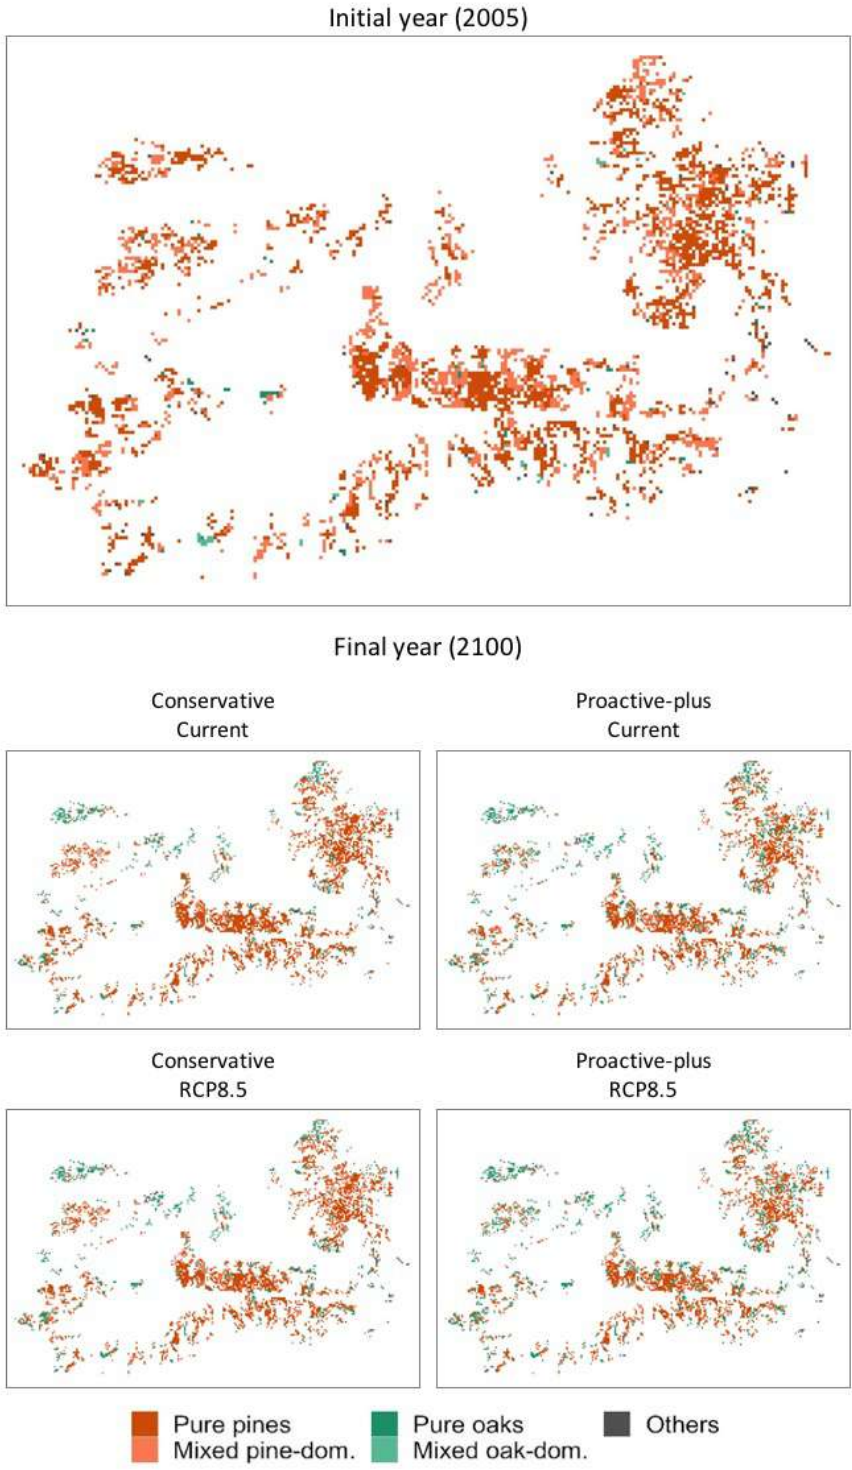 Initial year (2005)
Final year (2100)
Conservative
Current
Proactive-plus
Current
Conservative
RCP8.5
Proactive-plus
RCP8.5
Pure pines
Mixed pine-dom.
Pure oaks
Mixed oak-dom.
Others